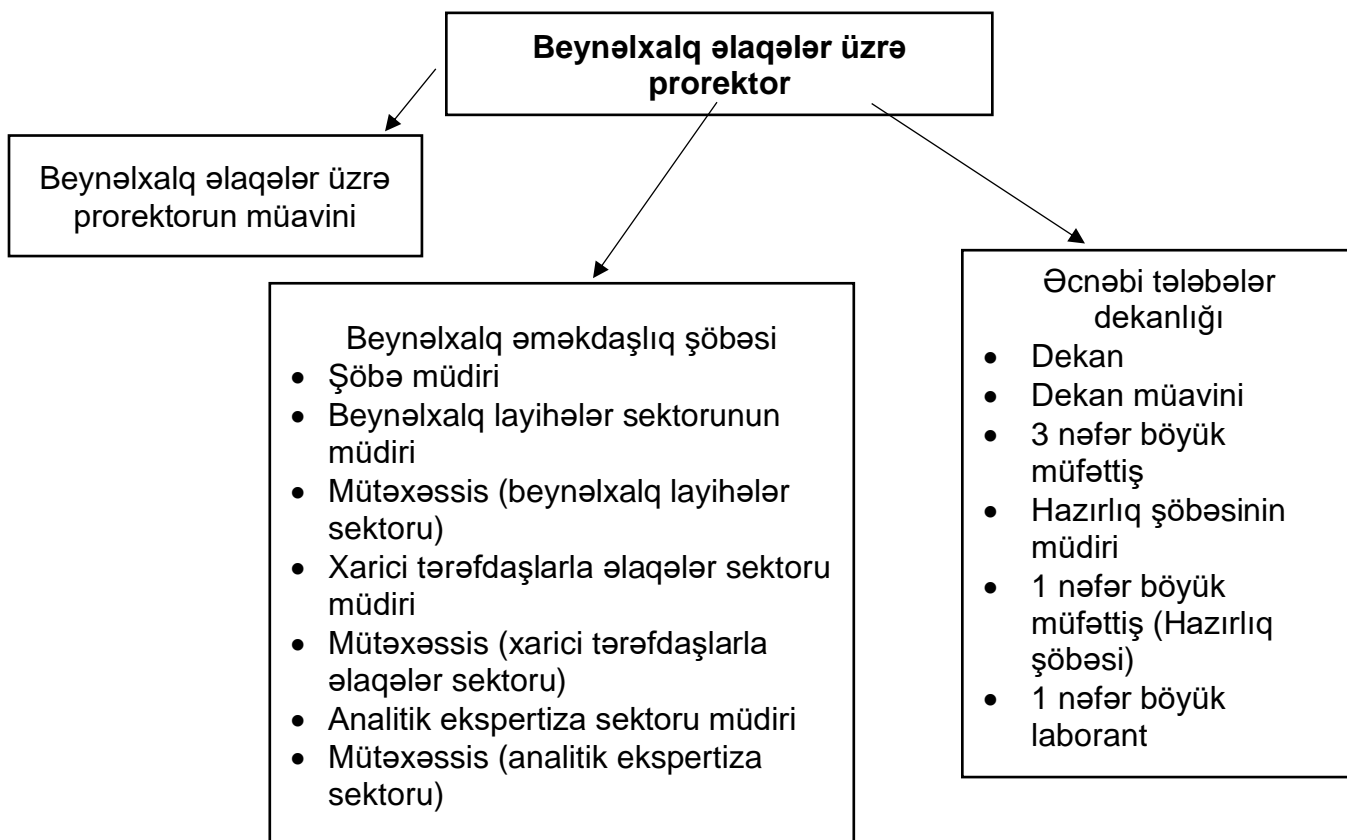 Beynəlxalq əlaqələr üzrə
prorektor
Beynəlxalq əlaqələr üzrə
prorektorun müavini
Beynəlxalq əməkdaşlıq şöbəsi
• Şöbə müdiri
• Beynəlxalq layihələr sektorunun
müdiri
• Mütəxəssis (beynəlxalq layihələr
sektoru)
• Xarici tərəfdaşlarla əlaqələr sektoru
müdiri
• Mütəxəssis (xarici tərəfdaşlarla
əlaqələr sektoru)
• Analitik ekspertiza sektoru müdiri
• Mütəxəssis (analitik ekspertiza
sektoru)
Əcnəbi tələbələr
dekanlığı
• Dekan
• Dekan müavini
• 3 nəfər böyük
müfəttiş
• Hazırlıq şöbəsinin
müdiri
• 1 nəfər böyük
müfəttiş (Hazırlıq
şöbəsi)
• 1 nəfər böyük
laborant